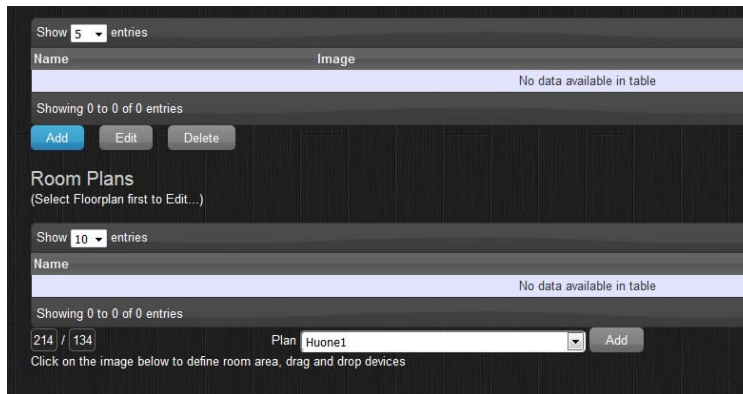 Show 5 entries
Name Image
No data available in table
Showing 0 to 0 of 0 entries
Add Edit Delete
Room Plans
(Select Floorplan first to Edit...)
Show 10 entries
Name
No data available in table
Showing 0 to 0 of 0 entries
214 / 134 Plan Huone1 Add
Click on the image below to define room area, drag and drop devices